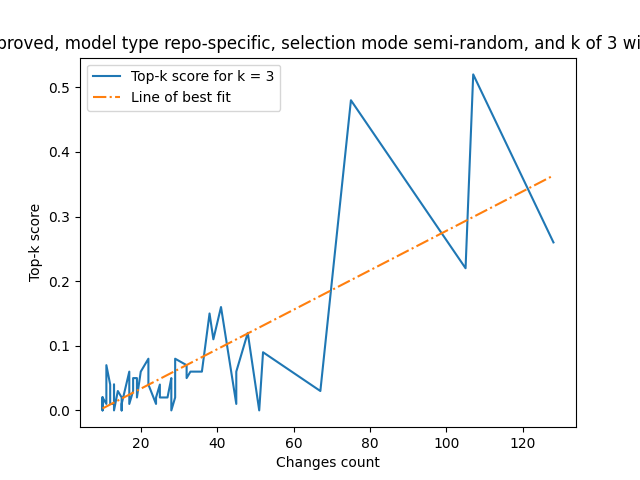 proved, model type repo-specific, selection mode semi-random, and k of 3 wi
Top-k score for k = 3
Line of best fit
0.5
0.4
0.3
0.2
0.1
0.0
Top-k score
20 40 60 80 100 120
Changes count